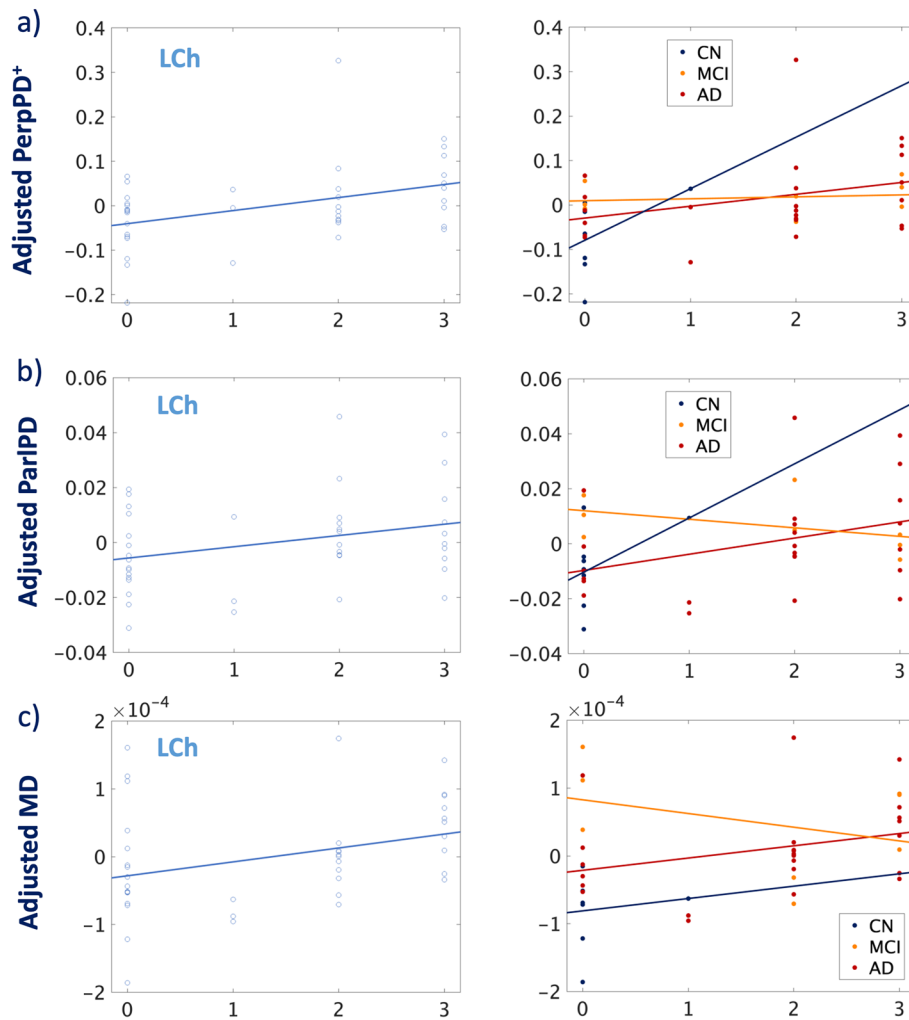 a)
Adjusted PerpPD+
0.4
0.3
0.2
0.1
0
−0.1
−0.2
LCh
0 1 2 3
0.4
0.3
0.2
0.1
0
−0.1
−0.2
CN
MCI
AD
0 1 2 3
b)
Adjusted ParlPD
0.06
0.04
0.02
0
−0.02
−0.04
LCh
0 1 2 3
0.06
0.04
0.02
0
−0.02
−0.04
CN
MCI
AD
0 1 2 3
c)
Adjusted MD
×10−4
2
1
0
−1
−2
LCh
0 1 2 3
×10−4
2
1
0
−1
−2
CN
MCI
AD
0 1 2 3